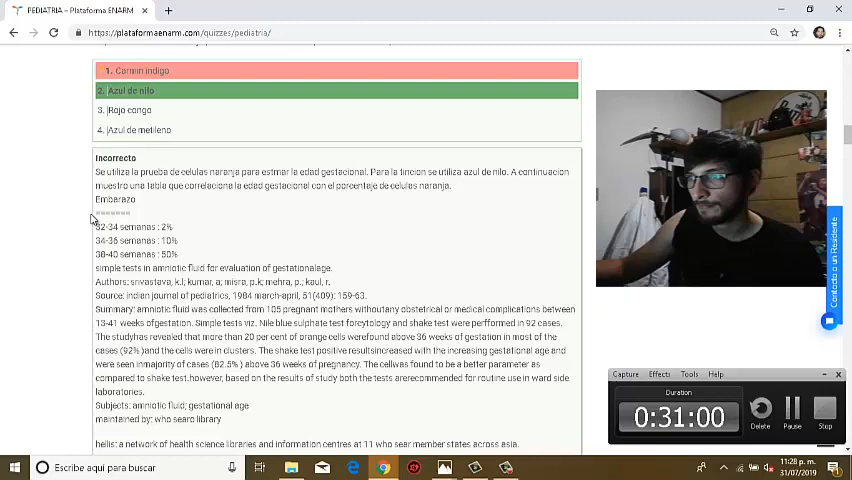 PEDIATRIA – Plataforma ENARM
https://plataformaenarm.com/quizzes/pediatria/
1. Carmin indigo
2. Azul de nilo
3. Rojo congo
4. Azul de metileno
Incorrecto
Se utiliza la prueba de celulas naranja para estmar la edad gestacional. Para la tincion se utiliza azul de nilo. A continuacion
muestro una tabla que correlaciona la edad gestacional con el porcentaje de celulas naranja.
Embarazo
=======
32-34 semanas : 2%
34-36 semanas : 10%
38-40 semanas : 50%
simple tests in amniotic fluid for evaluation of gestationalage.
Authors: srivastava, k.l; kumar, a; misra, p.k; mehra, p.; kaul, r.
Source: indian journal of pediatrics, 1984 march-april, 51(409): 159-63.
Summary: amniotic fluid was collected from 105 pregnant mothers withoutany obstetrical or medical complications between
13-41 weeks ofgestation. Simple tests viz. Nile blue sulphate test forcytology and shake test were perfformed in 92 cases.
The studyhas revealed that more than 20 per cent of orange cells werefound above 36 weeks of gestation in most of the
cases (92% )and the cells were in clusters. The shake test positive resultsincreased with the increasing gestational age and
were seen inmajority of cases (82.5% ) above 36 weeks of pregnancy. The cellwas found to be a better parameter as
compared to shake test.however, based on the results of study both the tests arerecommended for routine use in ward side
laboratories.
Subjects: amniotic fluid; gestational age
maintained by: who searo library
hellis: a network of health science libraries and information centres at 11 who sear member states across asia.
Contacto a un Residente
Capture Effects Tools Help
Duration
0:31:00
Delete Pause Stop
Escribe aquí para buscar
11:28 p. m.
31/07/2019